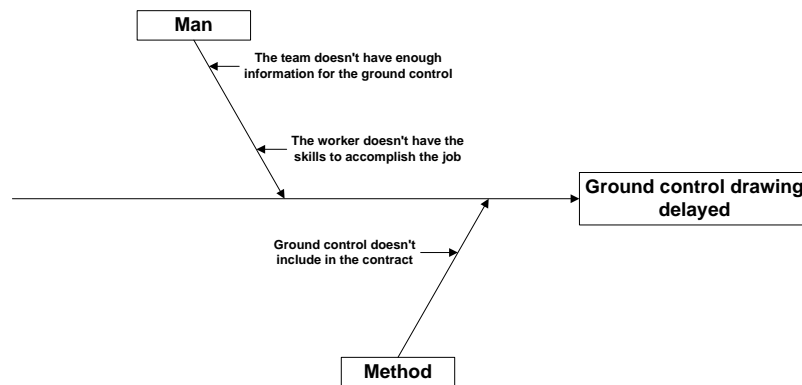 Man
The team doesn't have enough
information for the ground control
The worker doesn't have the
skills to accomplish the job
Ground control drawing
delayed
Ground control doesn't
include in the contract
Method